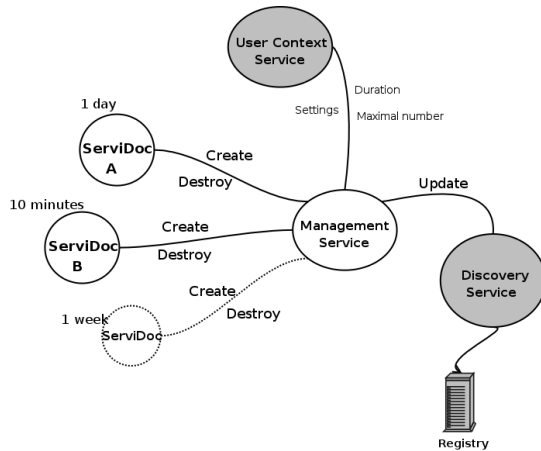 User Context
Service
Duration
Settings
Maximal number
1 day
ServiDoc
A
Create
Destroy
Update
10 minutes
ServiDoc
B
Create
Destroy
Management
Service
Discovery
Service
1 week
ServiDoc
Create
Destroy
Registry